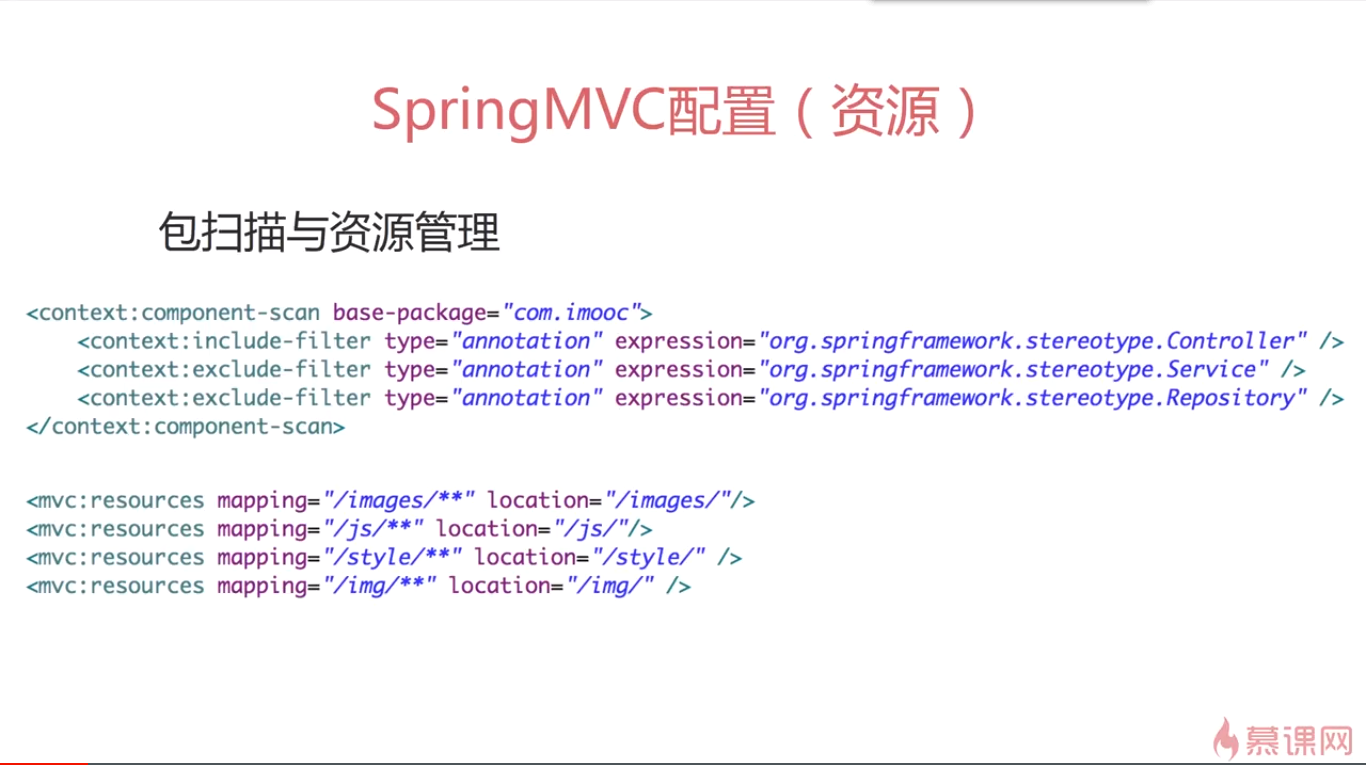 SpringMVC配置（资源）
包扫描与资源管理
<context:component-scan base-package="com.imooc">
    <context:include-filter type="annotation" expression="org.springframework.stereotype.Controller" />
    <context:exclude-filter type="annotation" expression="org.springframework.stereotype.Service" />
    <context:exclude-filter type="annotation" expression="org.springframework.stereotype.Repository" />
</context:component-scan>
<mvc:resources mapping="/images/**" location="/images/"/>
<mvc:resources mapping="/js/**" location="/js/"/>
<mvc:resources mapping="/style/**" location="/style/" />
<mvc:resources mapping="/img/**" location="/img/" />
慕课网